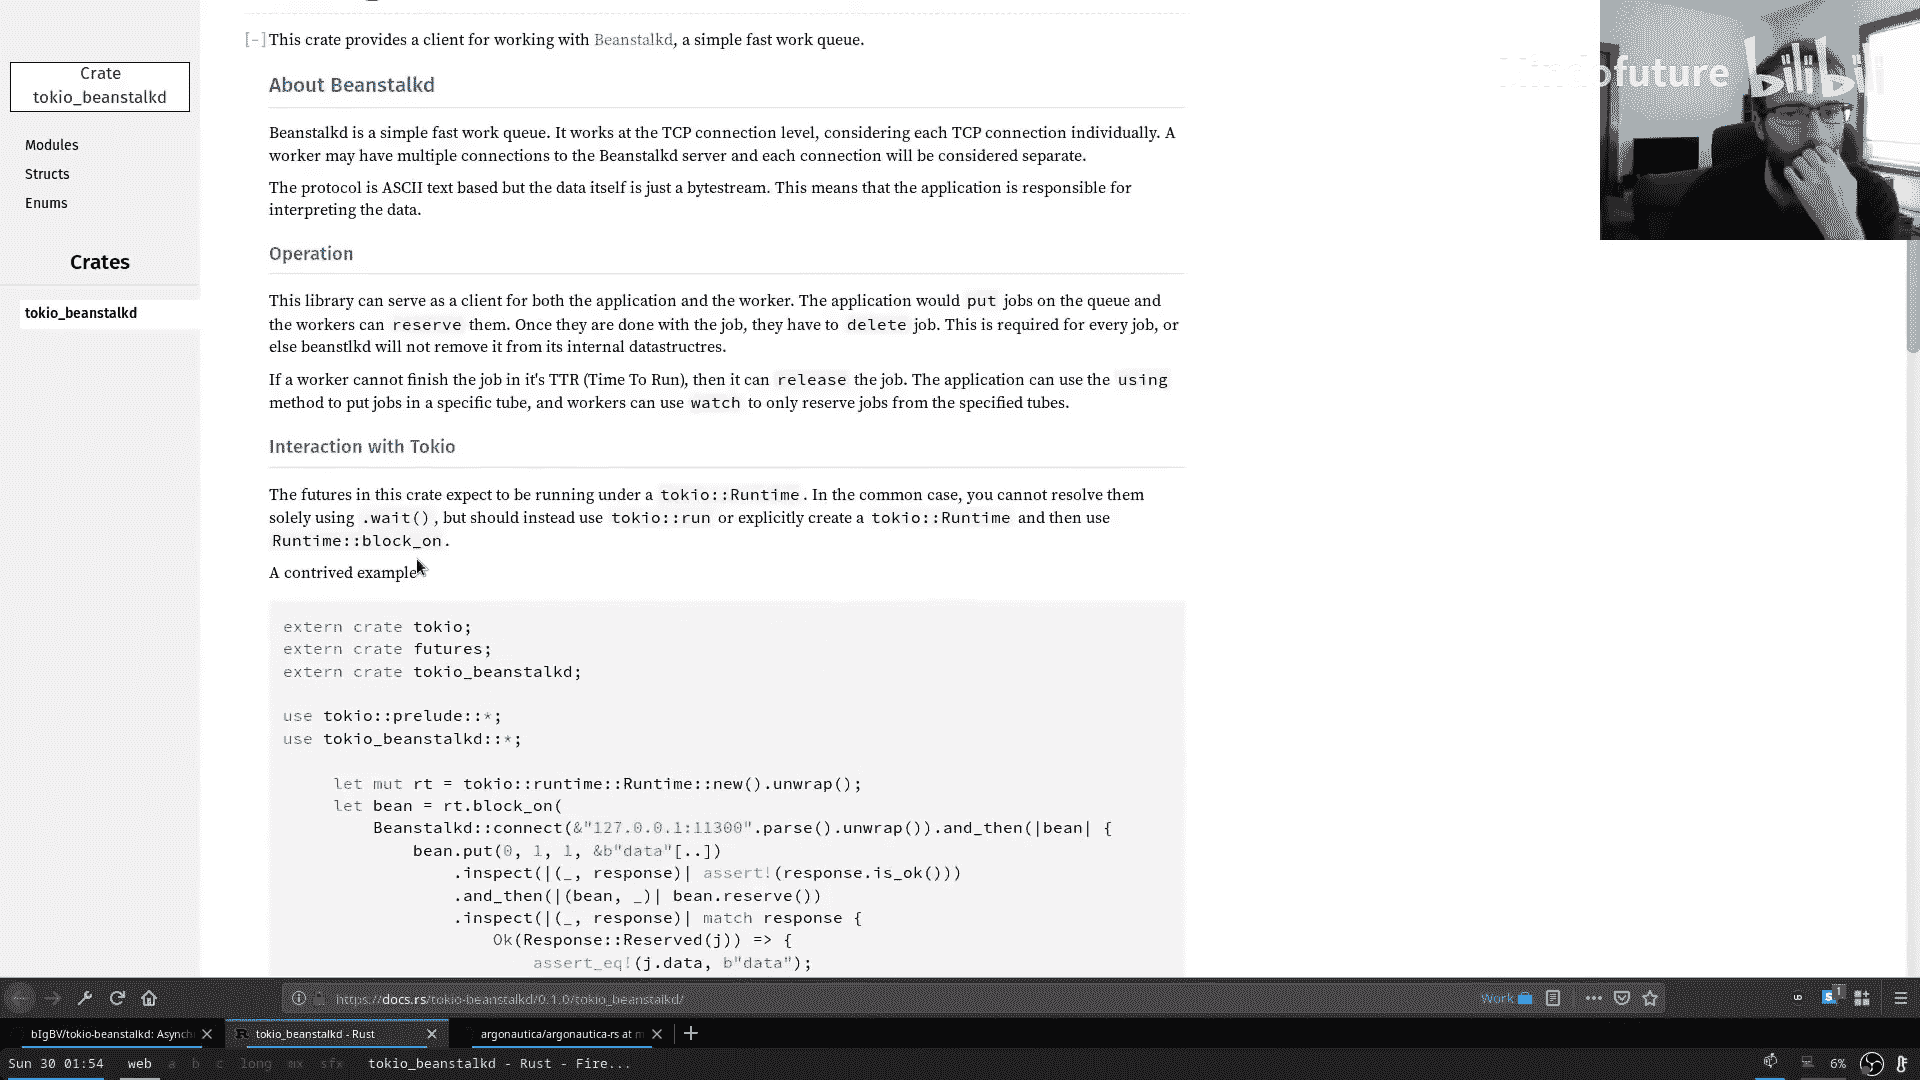 [-]This crate provides a client for working with Beanstalkd, a simple fast work queue.
Crate
tokio_beanstalkd
Modules
Structs
Enums
Crates
tokio_beanstalkd
About Beanstalkd
Beanstalkd is a simple fast work queue. It works at the TCP connection level, considering each TCP connection individually. A
worker may have multiple connections to the Beanstalkd server and each connection will be considered separate.
The protocol is ASCII text based but the data itself is just a bytestream. This means that the application is responsible for
interpreting the data.
Operation
This library can serve as a client for both the application and the worker. The application would put jobs on the queue and
the workers can reserve them. Once they are done with the job, they have to delete job. This is required for every job, or
else beanstlkd will not remove it from its internal datastructres.
If a worker cannot finish the job in it's TTR (Time To Run), then it can release the job. The application can use the using
method to put jobs in a specific tube, and workers can use watch to only reserve jobs from the specified tubes.
Interaction with Tokio
The futures in this crate expect to be running under a tokio::Runtime. In the common case, you cannot resolve them
solely using .wait(), but should instead use tokio::run or explicitly create a tokio::Runtime and then use
Runtime::block_on.
A contrived example
extern crate tokio;
extern crate futures;
extern crate tokio_beanstalkd;
use tokio::prelude::*;
use tokio_beanstalkd::*;
let mut rt = tokio::runtime::Runtime::new().unwrap();
let bean = rt.block_on(
Beanstalkd::connect(&"127.0.0.1:11300".parse().unwrap()).and_then(|bean| {
bean.put(0, 1, 1, &b"data"[..])
.inspect(|(_, response)| assert!(response.is_ok()))
.and_then(|(bean, _)| bean.reserve())
.inspect(|(_, response)| match response {
Ok(Response::Reserved(j)) => {
assert_eq!(j.data, b"data");
bilibili
https://docs.rs/tokio-beanstalkd/0.1.0/tokio_beanstalkd/
Work
1
bIgBV/tokio-beanstalkd: Asynch
tokio_beanstalkd - Rust
argonautica/argonautica-rs at m
Sun 30 01:54 web a b c long mx sfx tokio_beanstalkd - Rust - Fire...
6%